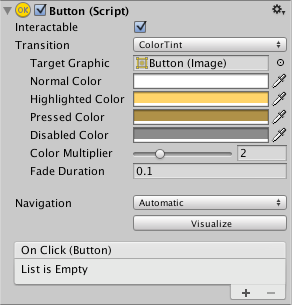 OK Button (Script)
Interactable
Transition ColorTint
Target Graphic Button (Image)
Normal Color
Highlighted Color
Pressed Color
Disabled Color
Color Multiplier 2
Fade Duration 0.1
Navigation Automatic
Visualize
On Click (Button)
List is Empty
+ −